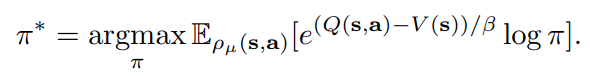 π* = argmax_π 𝔼_{ρ_μ(s,a)}[e^{(Q(s,a)−V(s))/β} log π].